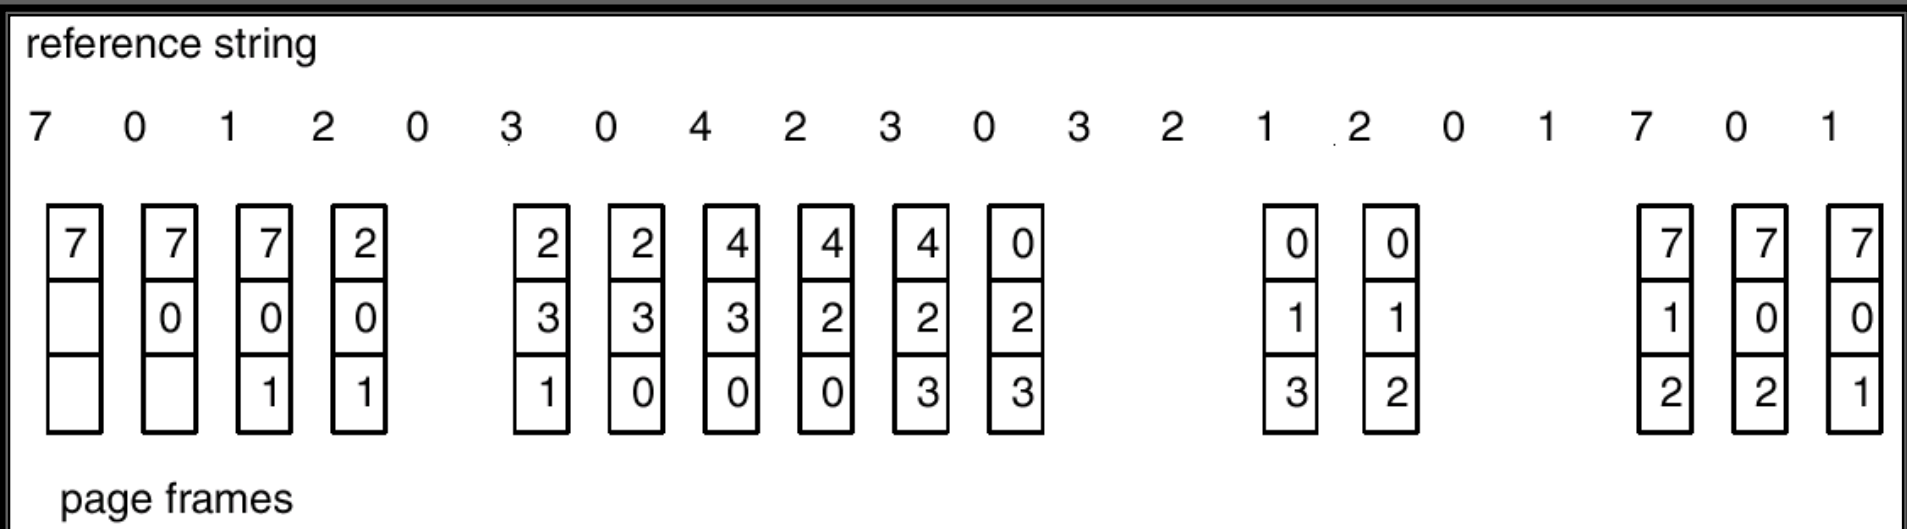 reference string
7 0 1 2 0 3 0 4 2 3 0 3 2 1 2 0 1 7 0 1
7 7 7 2 2 2 4 4 4 0 0 0 7 7 7
0 0 0 3 3 3 2 2 2 1 1 1 0 0
1 1 1 0 0 0 3 3 3 2 2 2 1
page frames